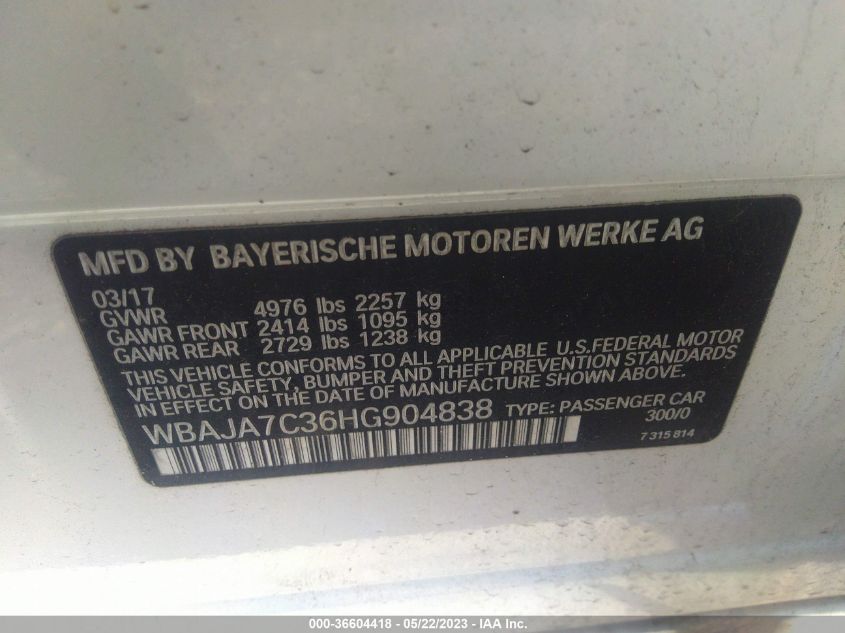 MFD BY BAYERISCHE MOTOREN WERKE AG
03/17
GVWR 4976 lbs 2257 kg
GAWR FRONT 2414 lbs 1095 kg
GAWR REAR 2729 lbs 1238 kg
THIS VEHICLE CONFORMS TO ALL APPLICABLE U.S.FEDERAL MOTOR
VEHICLE SAFETY, BUMPER AND THEFT PREVENTION STANDARDS
IN EFFECT ON THE DATE OF MANUFACTURE SHOWN ABOVE.
WBAJA7C36HG904838 TYPE: PASSENGER CAR
300/0
7 315 814
000-36604418 - 05/22/2023 - IAA Inc.